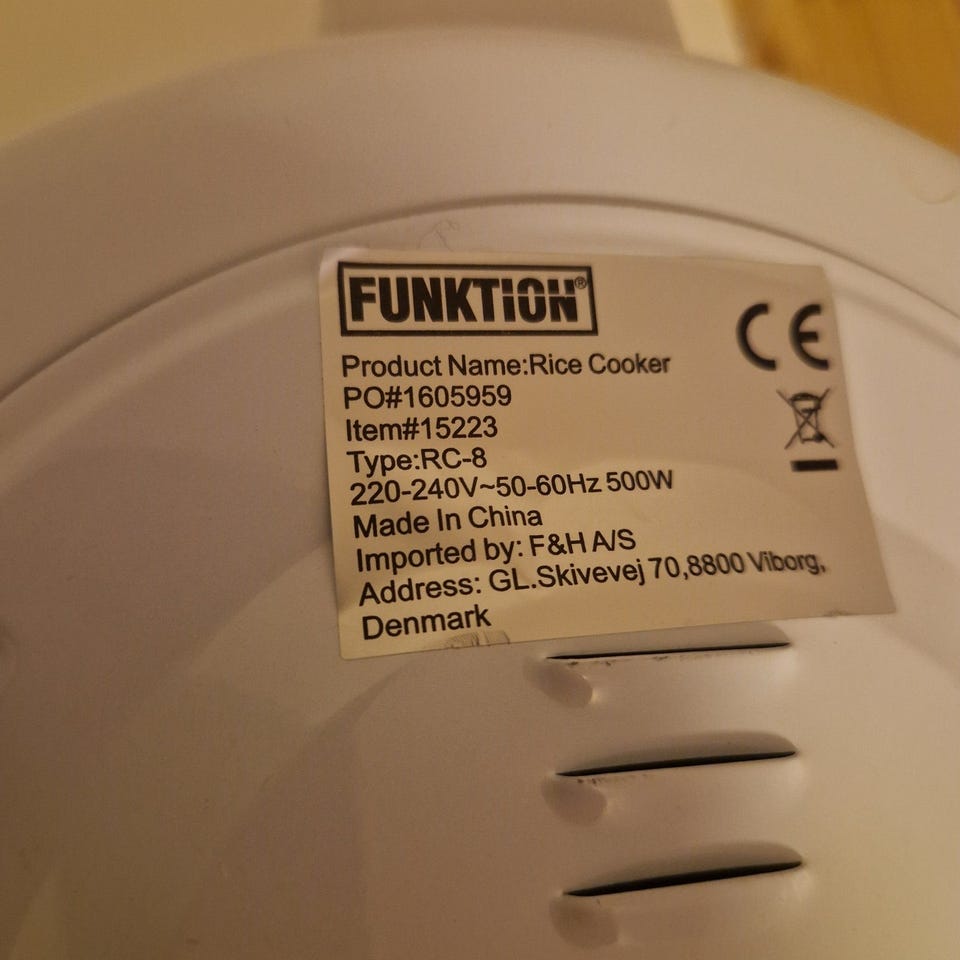 FUNKTION®
Product Name:Rice Cooker
PO#1605959
Item#15223
Type:RC-8
220-240V~50-60Hz 500W
Made In China
Imported by: F&H A/S
Address: GL.Skivevej 70,8800 Viborg,
Denmark
CE